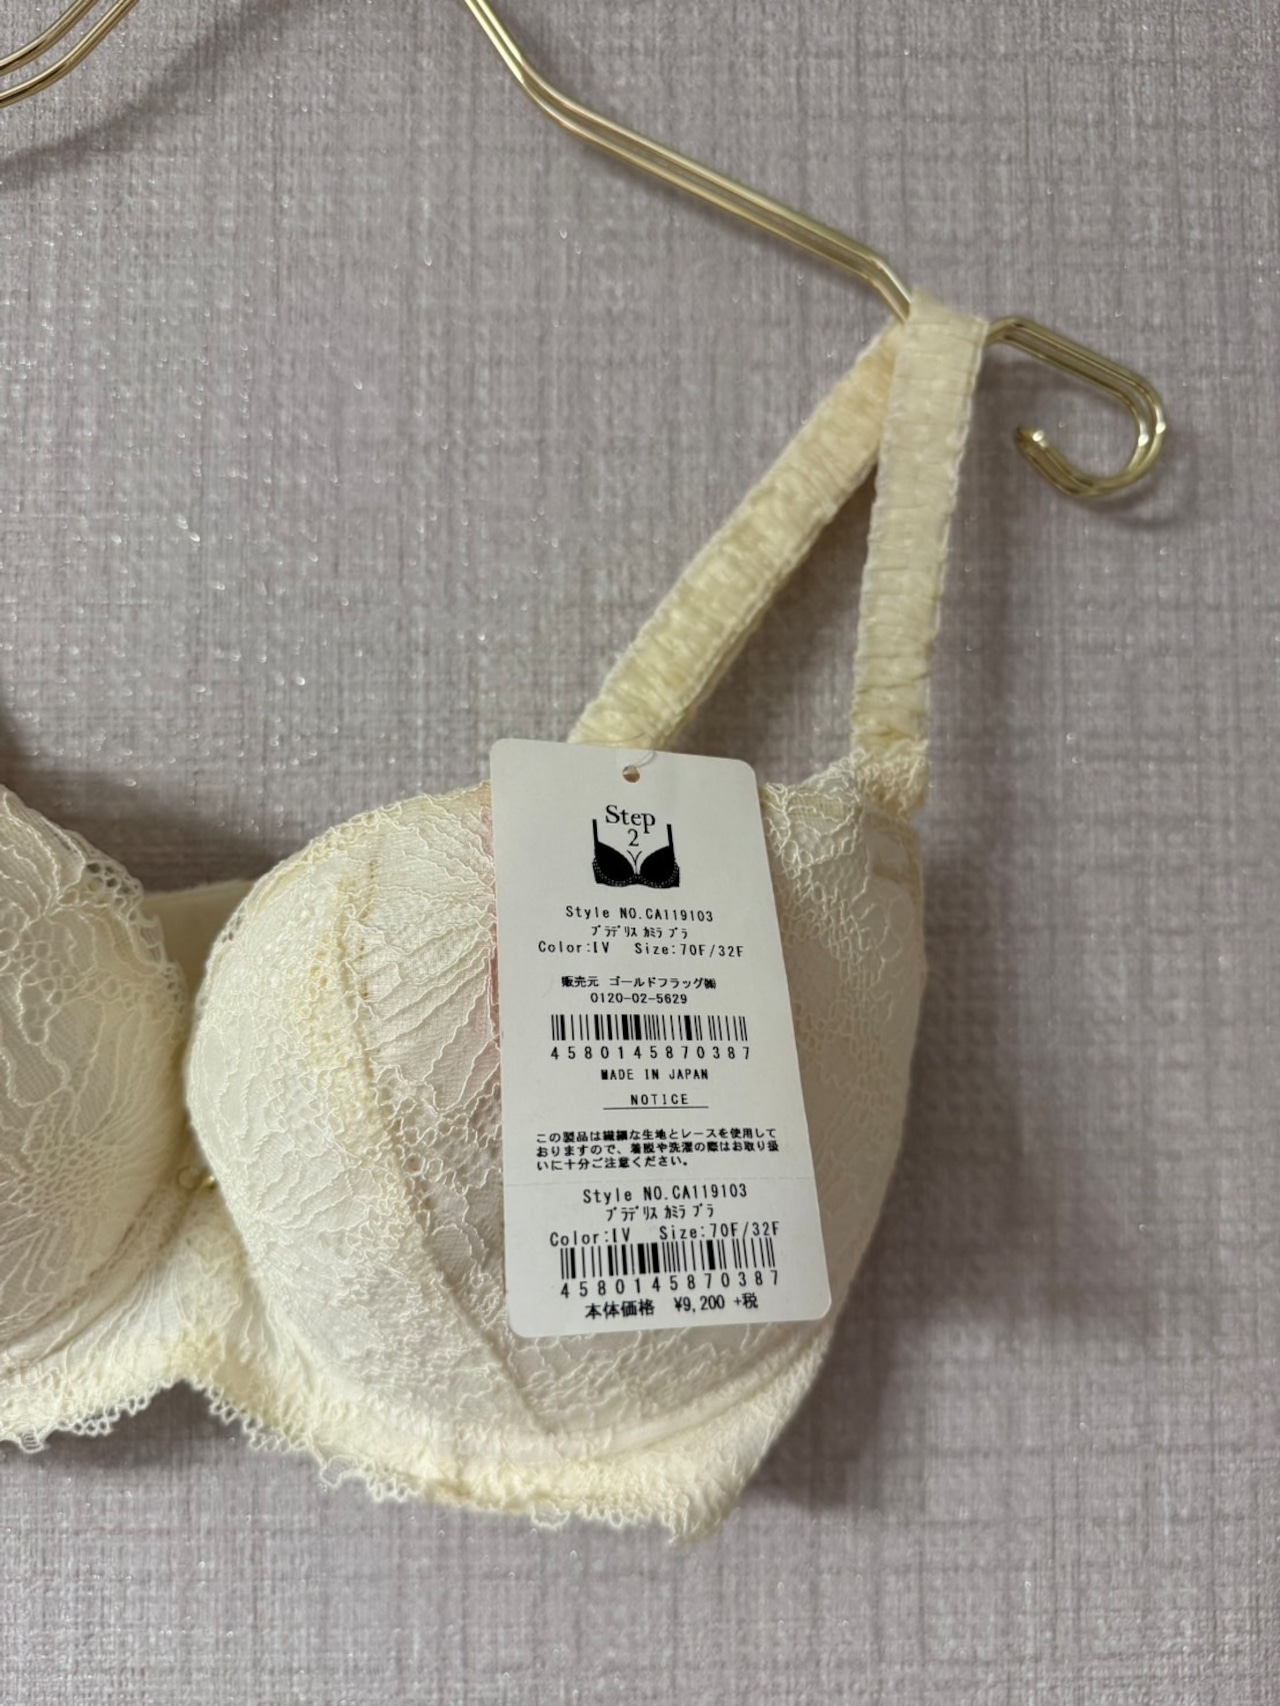 Step
2
Style NO.CA119103
ﾌﾞﾗﾃﾞﾘｽ ｶﾐﾗ ﾌﾞﾗ
Color:IV Size:70F/32F
販売元 ゴールドフラッグ㈱
0120-02-5629
4580145870387
MADE IN JAPAN
NOTICE
この製品は繊細な生地とレースを使用して
おりますので、着脱や洗濯の際はお取り扱
いに十分ご注意ください。
Style NO.CA119103
ﾌﾞﾗﾃﾞﾘｽ ｶﾐﾗ ﾌﾞﾗ
Color:IV Size:70F/32F
4580145870387
本体価格 ¥9,200 +税